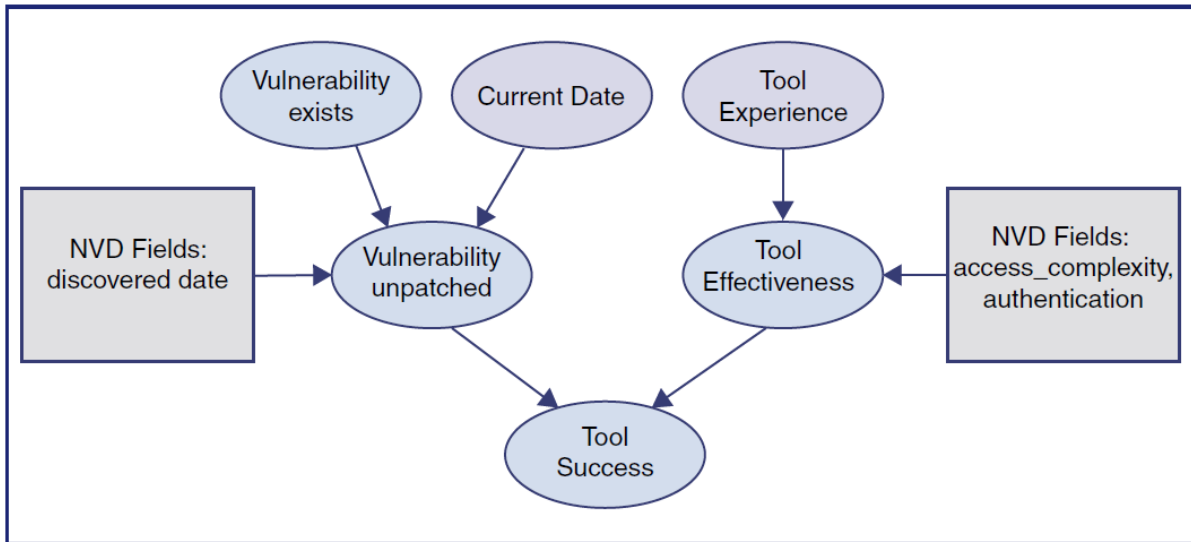 Vulnerability
exists
Current Date
Tool
Experience
NVD Fields:
discovered date
Vulnerability
unpatched
Tool
Effectiveness
NVD Fields:
access_complexity,
authentication
Tool
Success